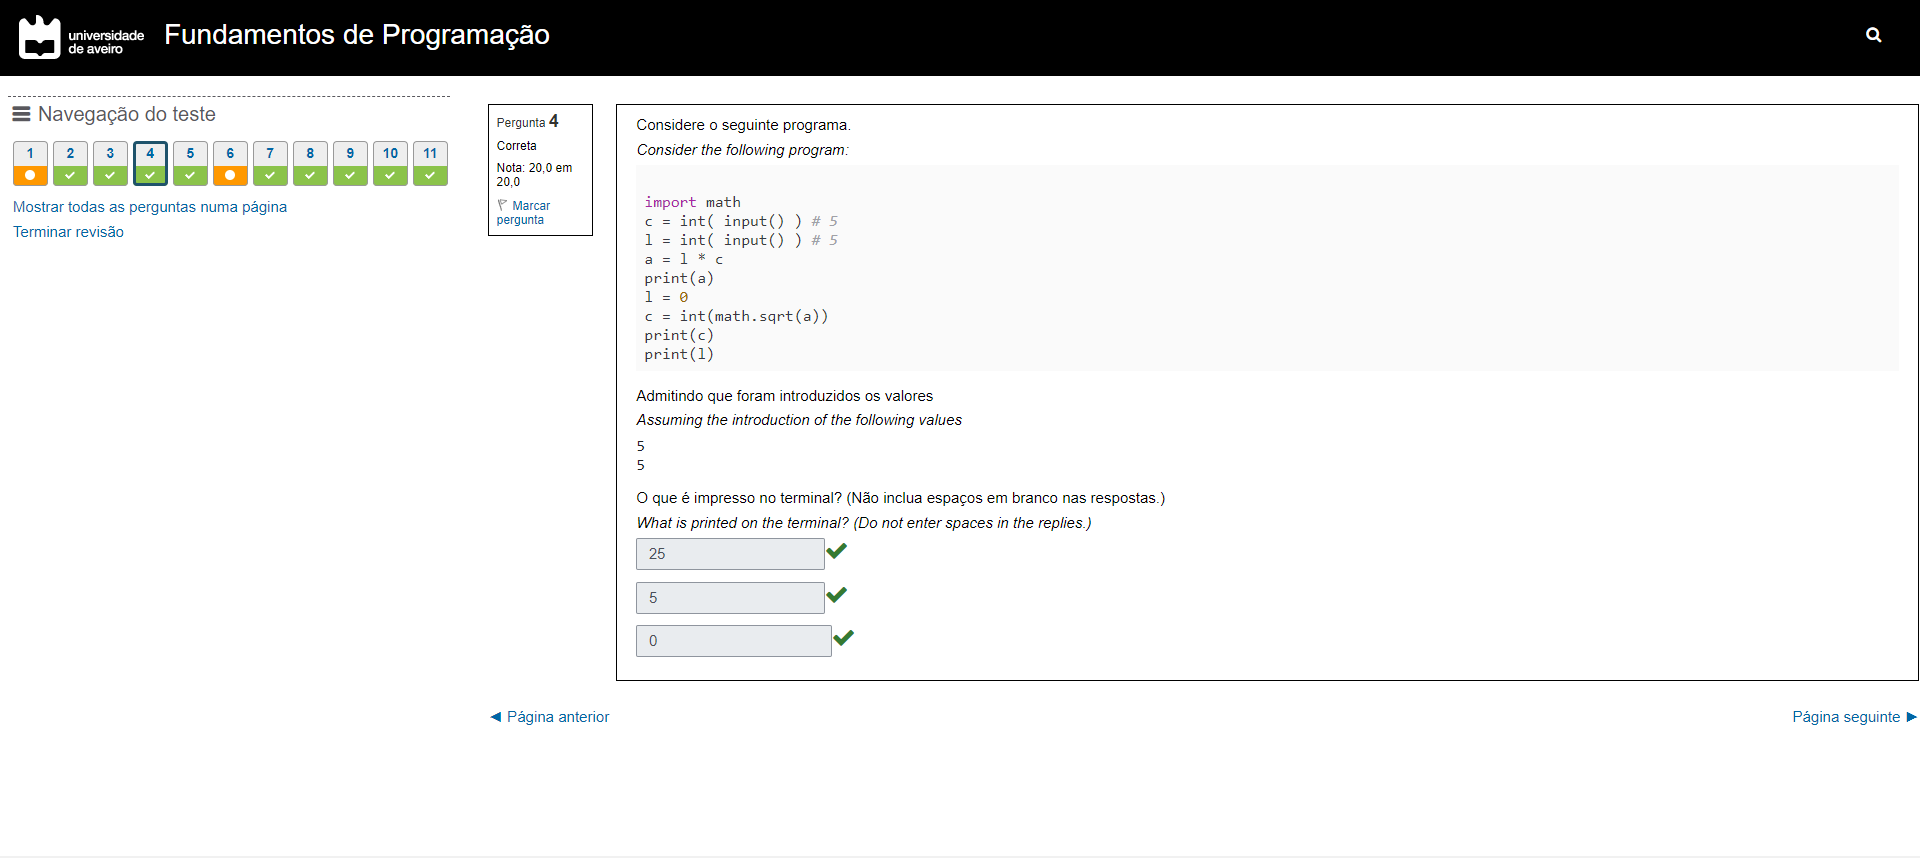 universidade
de aveiro
Fundamentos de Programação
Navegação do teste
1 2 3 4 5 6 7 8 9 10 11
Mostrar todas as perguntas numa página
Terminar revisão
Pergunta 4
Correta
Nota: 20,0 em
20,0
Marcar
pergunta
Considere o seguinte programa.
Consider the following program:
import math
c = int( input() ) # 5
l = int( input() ) # 5
a = l * c
print(a)
l = 0
c = int(math.sqrt(a))
print(c)
print(l)
Admitindo que foram introduzidos os valores
Assuming the introduction of the following values
5
5
O que é impresso no terminal? (Não inclua espaços em branco nas respostas.)
What is printed on the terminal? (Do not enter spaces in the replies.)
25
5
0
◄ Página anterior
Página seguinte ►